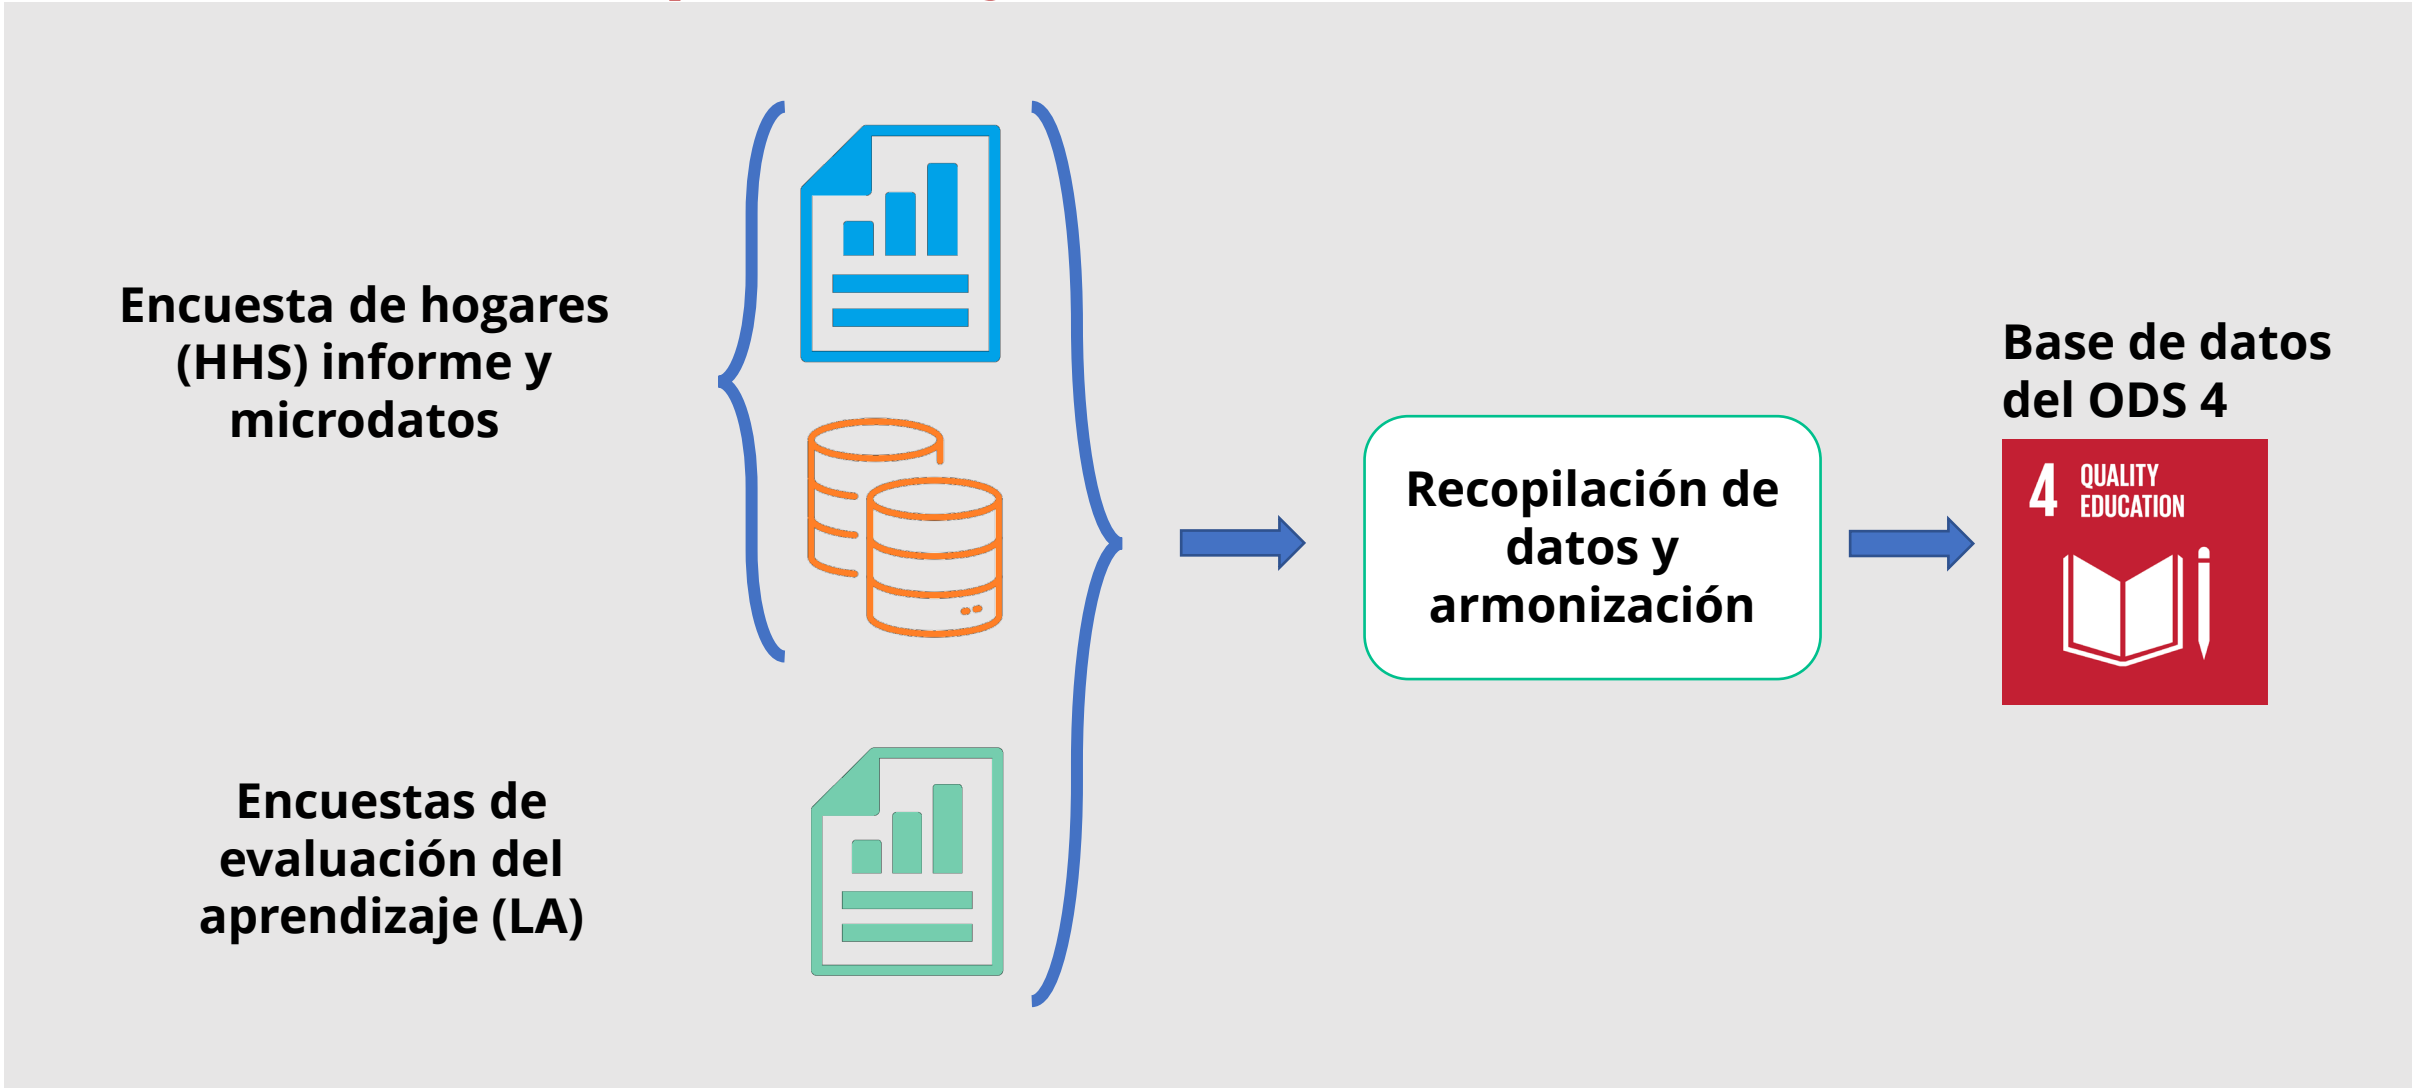 Encuesta de hogares
(HHS) informe y
microdatos
Encuestas de
evaluación del
aprendizaje (LA)
Recopilación de
datos y
armonización
Base de datos
del ODS 4
4 QUALITY
EDUCATION